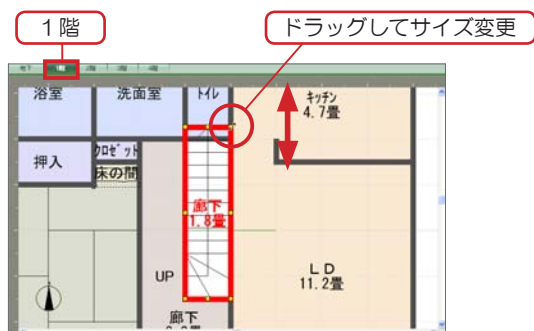 １階
ドラッグしてサイズ変更
1階
浴室
洗面室
トイレ
キッチン
4.7畳
押入
クロゼット
床の間
廊下
1.8畳
UP
ＬＤ
11.2畳
廊下